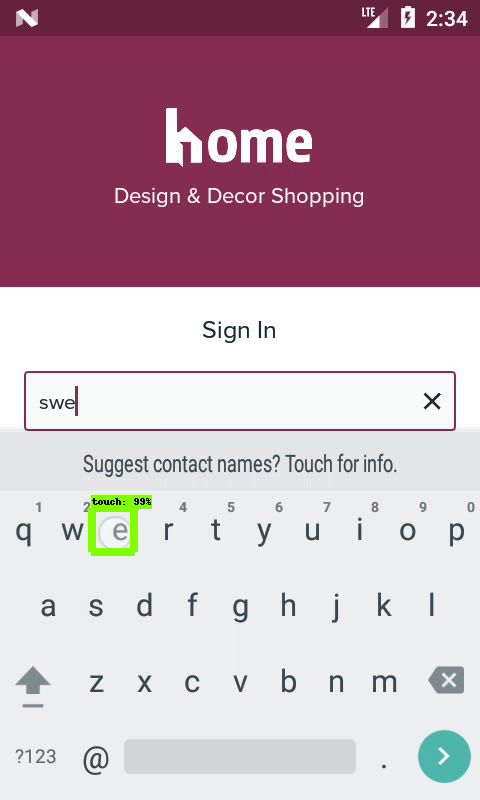 LTE 2:34
home
Design & Decor Shopping
Sign In
swe
Suggest contact names? Touch for info.
touch: 99%
1 2 4 5 6 7 8 9 0
q w e r t y u i o p
a s d f g h j k l
z x c v b n m
?123 @ .